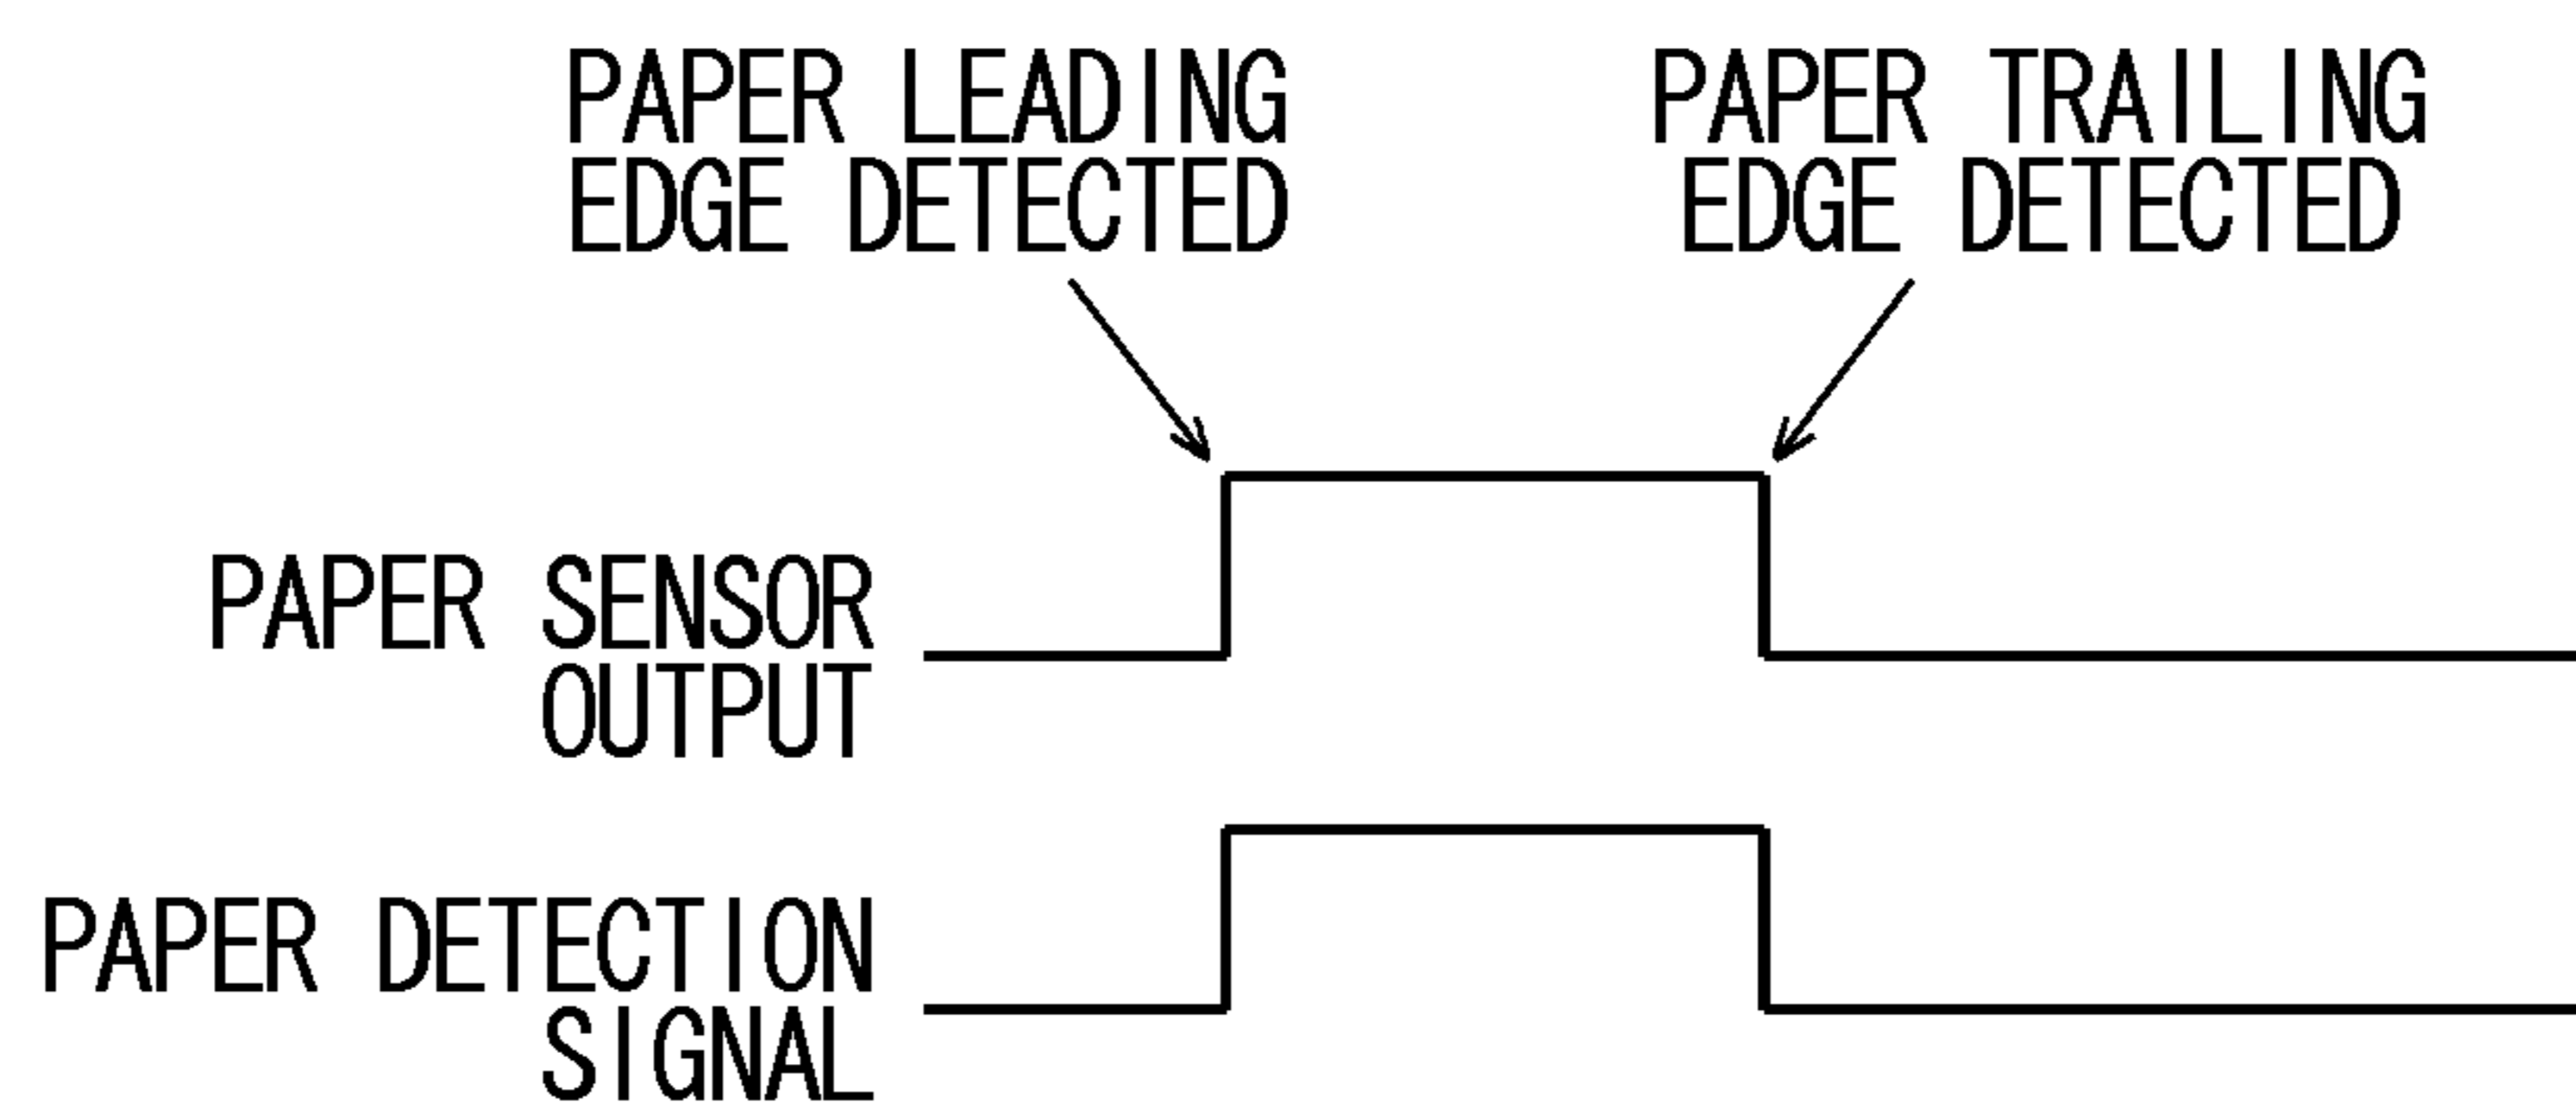 PAPER LEADING
EDGE DETECTED
PAPER TRAILING
EDGE DETECTED
PAPER SENSOR
OUTPUT
PAPER DETECTION
SIGNAL